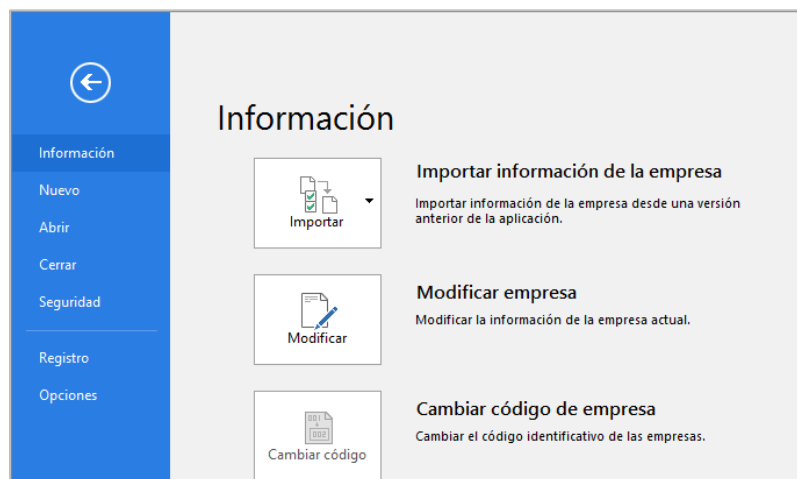 Información
Nuevo
Abrir
Cerrar
Seguridad
Registro
Opciones
Información
Importar
Importar información de la empresa
Importar información de la empresa desde una versión
anterior de la aplicación.
Modificar
Modificar empresa
Modificar la información de la empresa actual.
001
002
Cambiar código
Cambiar código de empresa
Cambiar el código identificativo de las empresas.